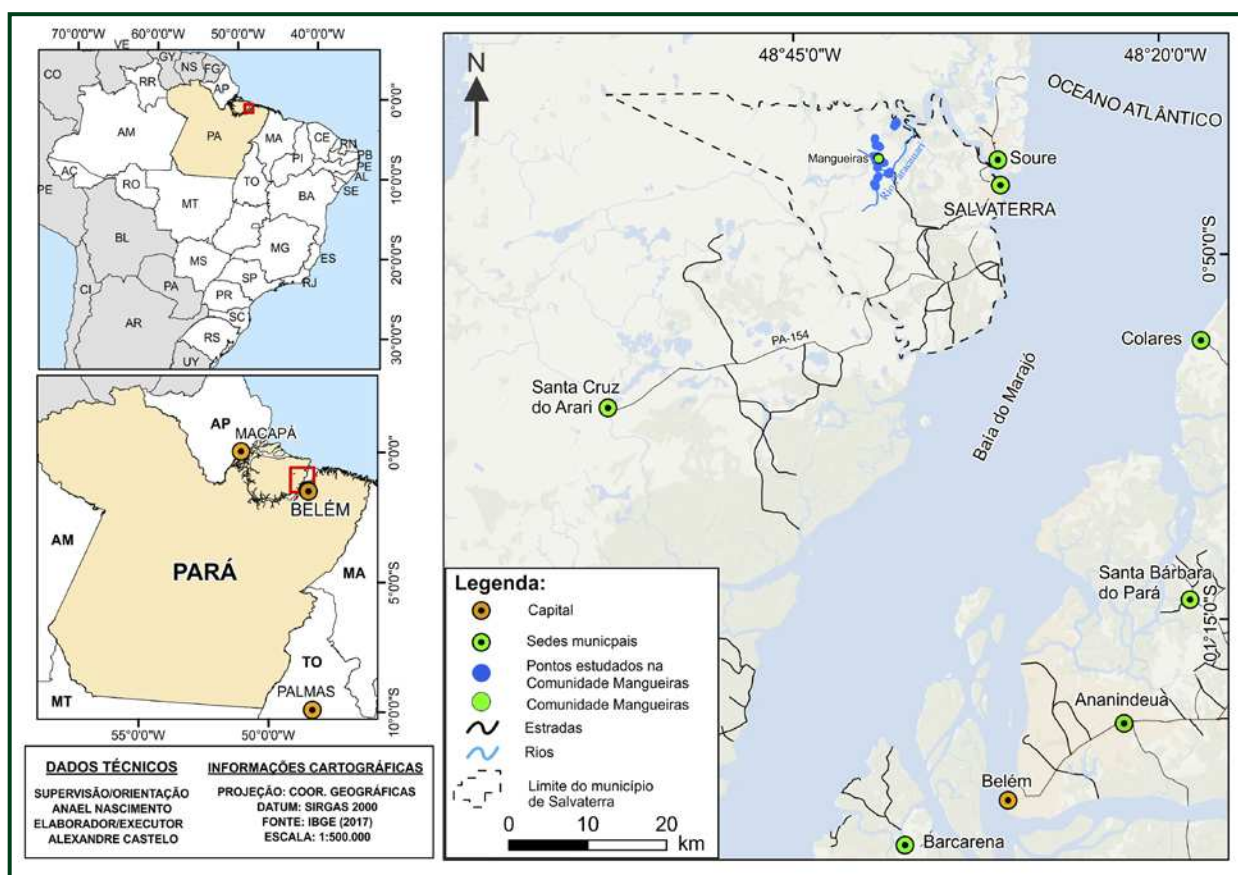 70°0'0"W 60°0'0"W 50°0'0"W 40°0'0"W
VE
CO
GY
NS
FG
RR
AP
0°0'0"
AM
PA
MA
CE
RN
PB
PE
AL
SE
PI
AC
RO
TO
BA
10°0'0"S
PE
MT
BL
MG
MS
ES
20°0'0"S
SP
RJ
CI
PA
PR
SC
AR
RS
30°0'0"S
UY
AP
MACAPÁ
0°0'0"
BELÉM
AM
PARÁ
MA
5°0'0"S
TO
MT
PALMAS
10°0'0"S
55°0'0"W 50°0'0"W
DADOS TÉCNICOS
SUPERVISÃO/ORIENTAÇÃO
ANAEL NASCIMENTO
ELABORADOR/EXECUTOR
ALEXANDRE CASTELO
INFORMAÇÕES CARTOGRÁFICAS
PROJEÇÃO: COOR. GEOGRÁFICAS
DATUM: SIRGAS 2000
FONTE: IBGE (2017)
ESCALA: 1:500.000
48°45'0"W 48°20'0"W
N
OCEANO ATLÂNTICO
Mangueiras
Rio Paracauari
Soure
SALVATERRA
0°50'0"S
PA-154
Colares
Santa Cruz
do Arari
Baía do Marajó
Santa Bárbara
do Pará
01°15'0"S
Ananindeua
Belém
Barcarena
Legenda:
Capital
Sedes municpais
Pontos estudados na
Comunidade Mangueiras
Comunidade Mangueiras
Estradas
Rios
Limite do município
de Salvaterra
0 10 20
km